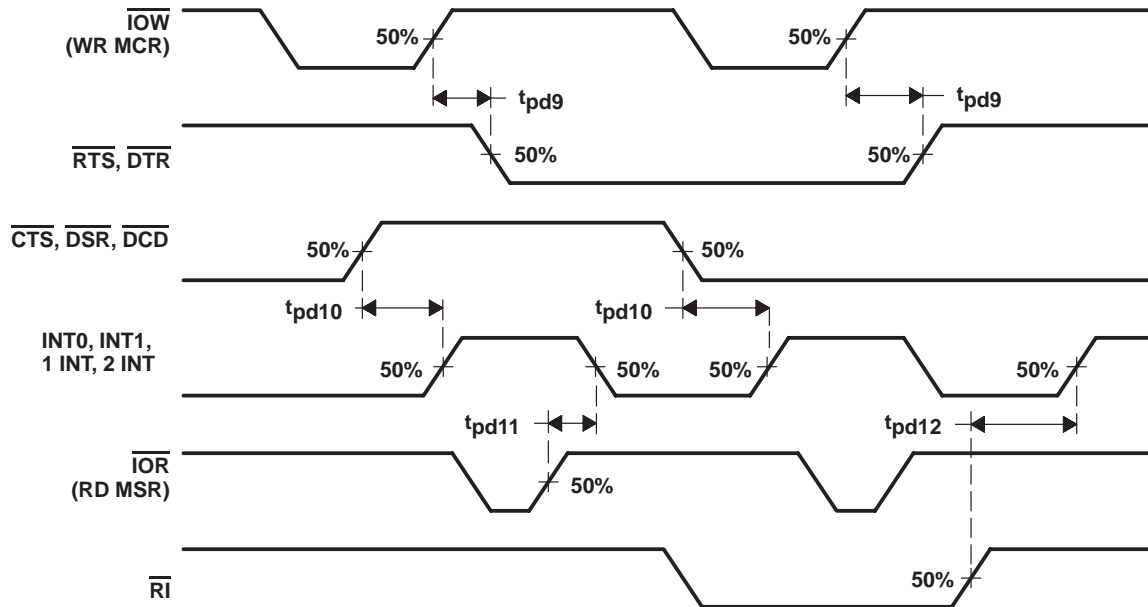 IOW
(WR MCR)
50%
50%
tpd9
tpd9
RTS, DTR
50%
50%
CTS, DSR, DCD
50%
50%
tpd10
tpd10
INT0, INT1,
1 INT, 2 INT
50%
50%
50%
50%
tpd11
tpd12
IOR
(RD MSR)
50%
RI
50%